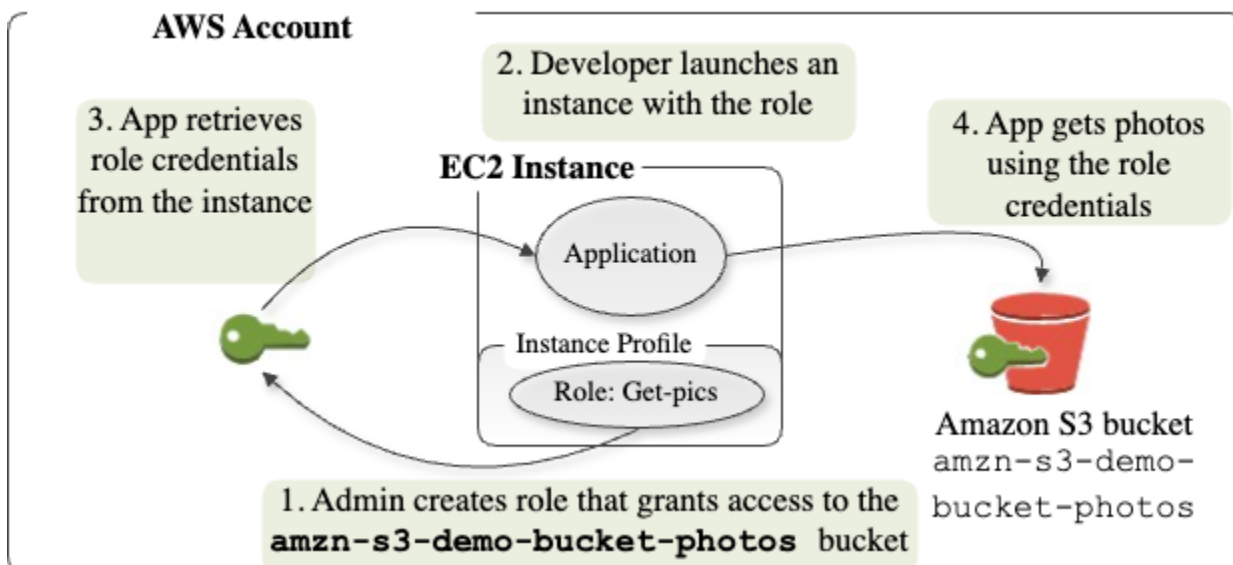 AWS Account
2. Developer launches an
instance with the role
3. App retrieves
role credentials
from the instance
4. App gets photos
using the role
credentials
EC2 Instance
Application
Instance Profile
Role: Get-pics
Amazon S3 bucket
amzn-s3-demo-
bucket-photos
1. Admin creates role that grants access to the
amzn-s3-demo-bucket-photos bucket